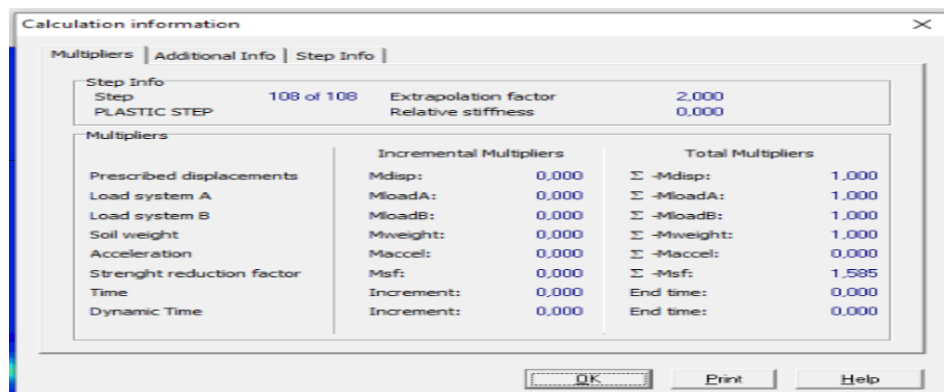 Calculation information
Multipliers Additional Info Step Info
Step Info
Step 108 of 108 Extrapolation factor 2,000
PLASTIC STEP Relative stiffness 0,000
Multipliers
Incremental Multipliers Total Multipliers
Prescribed displacements Mdisp: 0,000 Σ -Mdisp: 1,000
Load system A MloadA: 0,000 Σ -MloadA: 1,000
Load system B MloadB: 0,000 Σ -MloadB: 1,000
Soil weight Mweight: 0,000 Σ -Mweight: 1,000
Acceleration Maccel: 0,000 Σ -Maccel: 0,000
Strenght reduction factor Msf: 0,000 Σ -Msf: 1,585
Time Increment: 0,000 End time: 0,000
Dynamic Time Increment: 0,000 End time: 0,000
OK Print Help